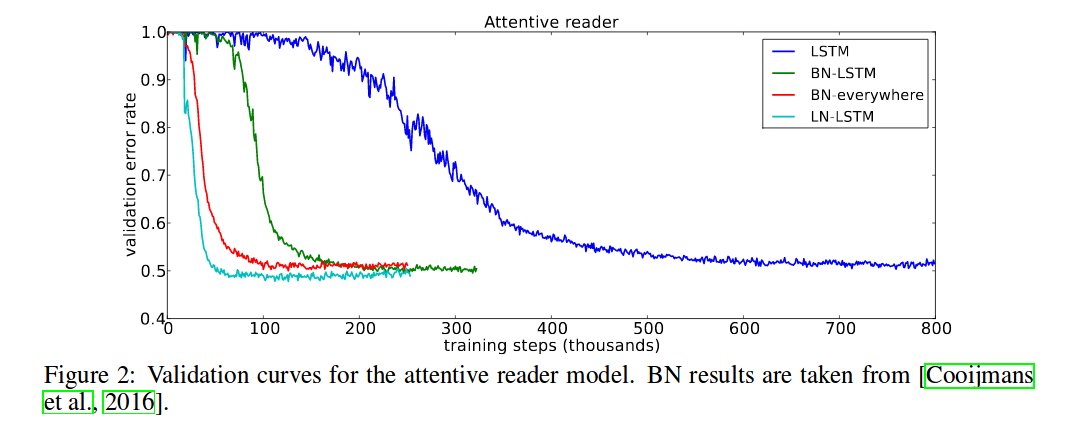 Attentive reader
1.0
0.9
0.8
0.7
0.6
0.5
0.4
validation error rate
LSTM
BN-LSTM
BN-everywhere
LN-LSTM
0 100 200 300 400 500 600 700 800
training steps (thousands)
Figure 2: Validation curves for the attentive reader model. BN results are taken from [Cooijmans
et al., 2016].